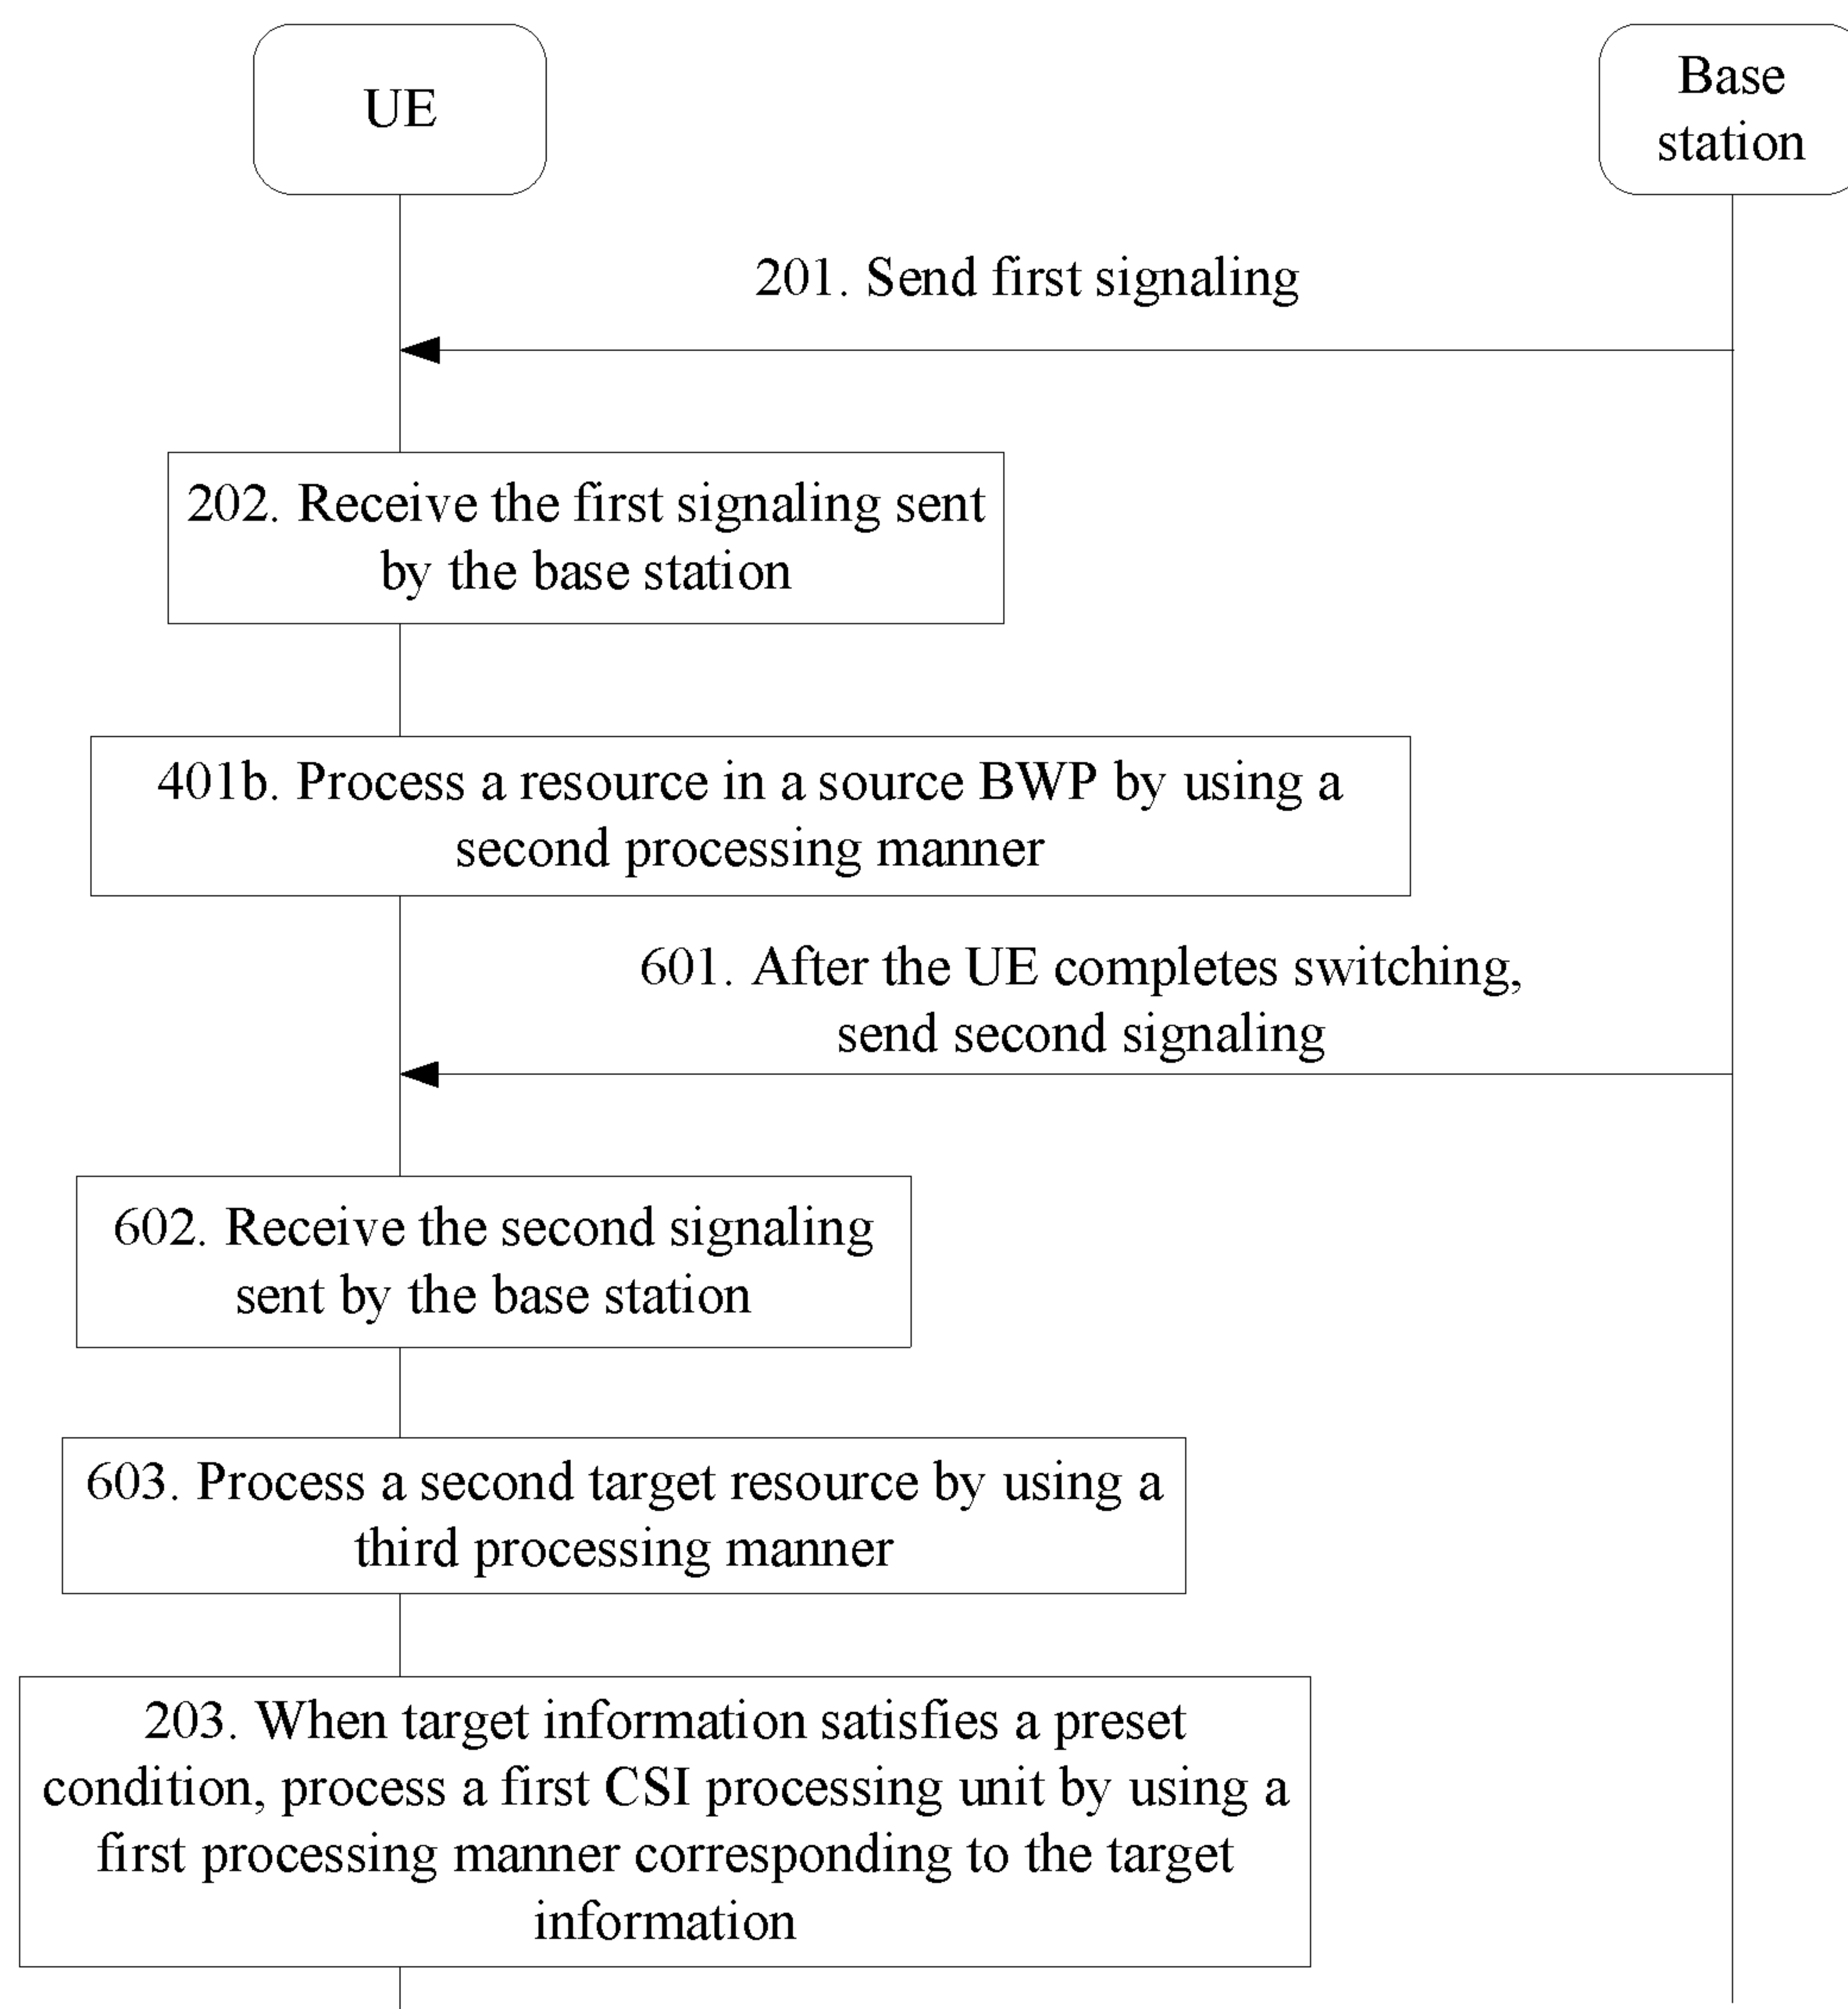 UE
Base
station
201. Send first signaling
202. Receive the first signaling sent
by the base station
401b. Process a resource in a source BWP by using a
second processing manner
601. After the UE completes switching,
send second signaling
602. Receive the second signaling
sent by the base station
603. Process a second target resource by using a
third processing manner
203. When target information satisfies a preset
condition, process a first CSI processing unit by using a
first processing manner corresponding to the target
information